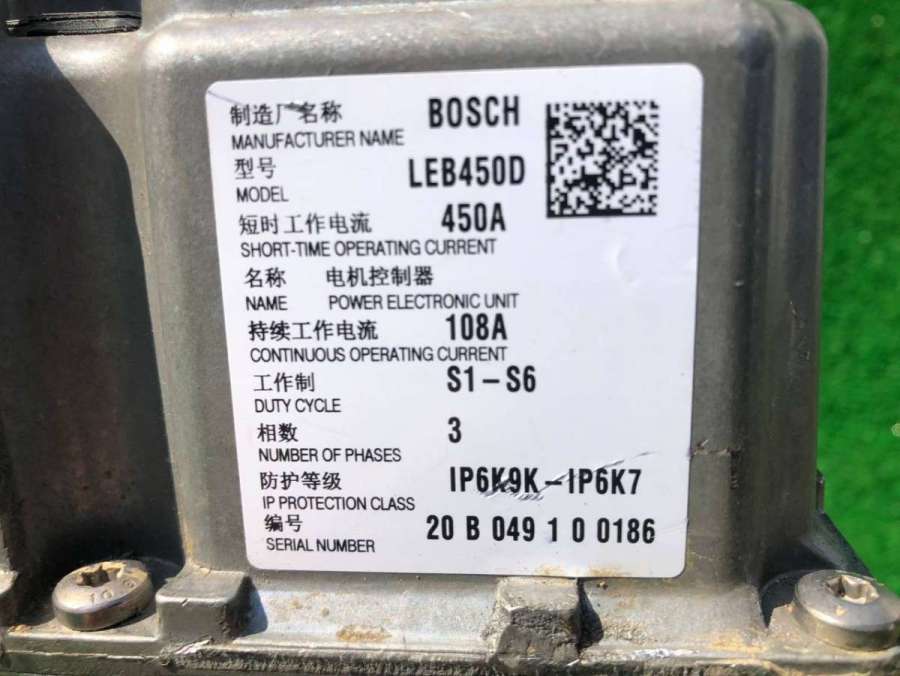 制造厂名称 BOSCH
MANUFACTURER NAME
型号 LEB450D
MODEL
短时工作电流 450A
SHORT-TIME OPERATING CURRENT
名称 电机控制器
NAME POWER ELECTRONIC UNIT
持续工作电流 108A
CONTINUOUS OPERATING CURRENT
工作制 S1-S6
DUTY CYCLE
相数 3
NUMBER OF PHASES
防护等级 IP6K9K-IP6K7
IP PROTECTION CLASS
编号 20 B 049 1 0 0186
SERIAL NUMBER